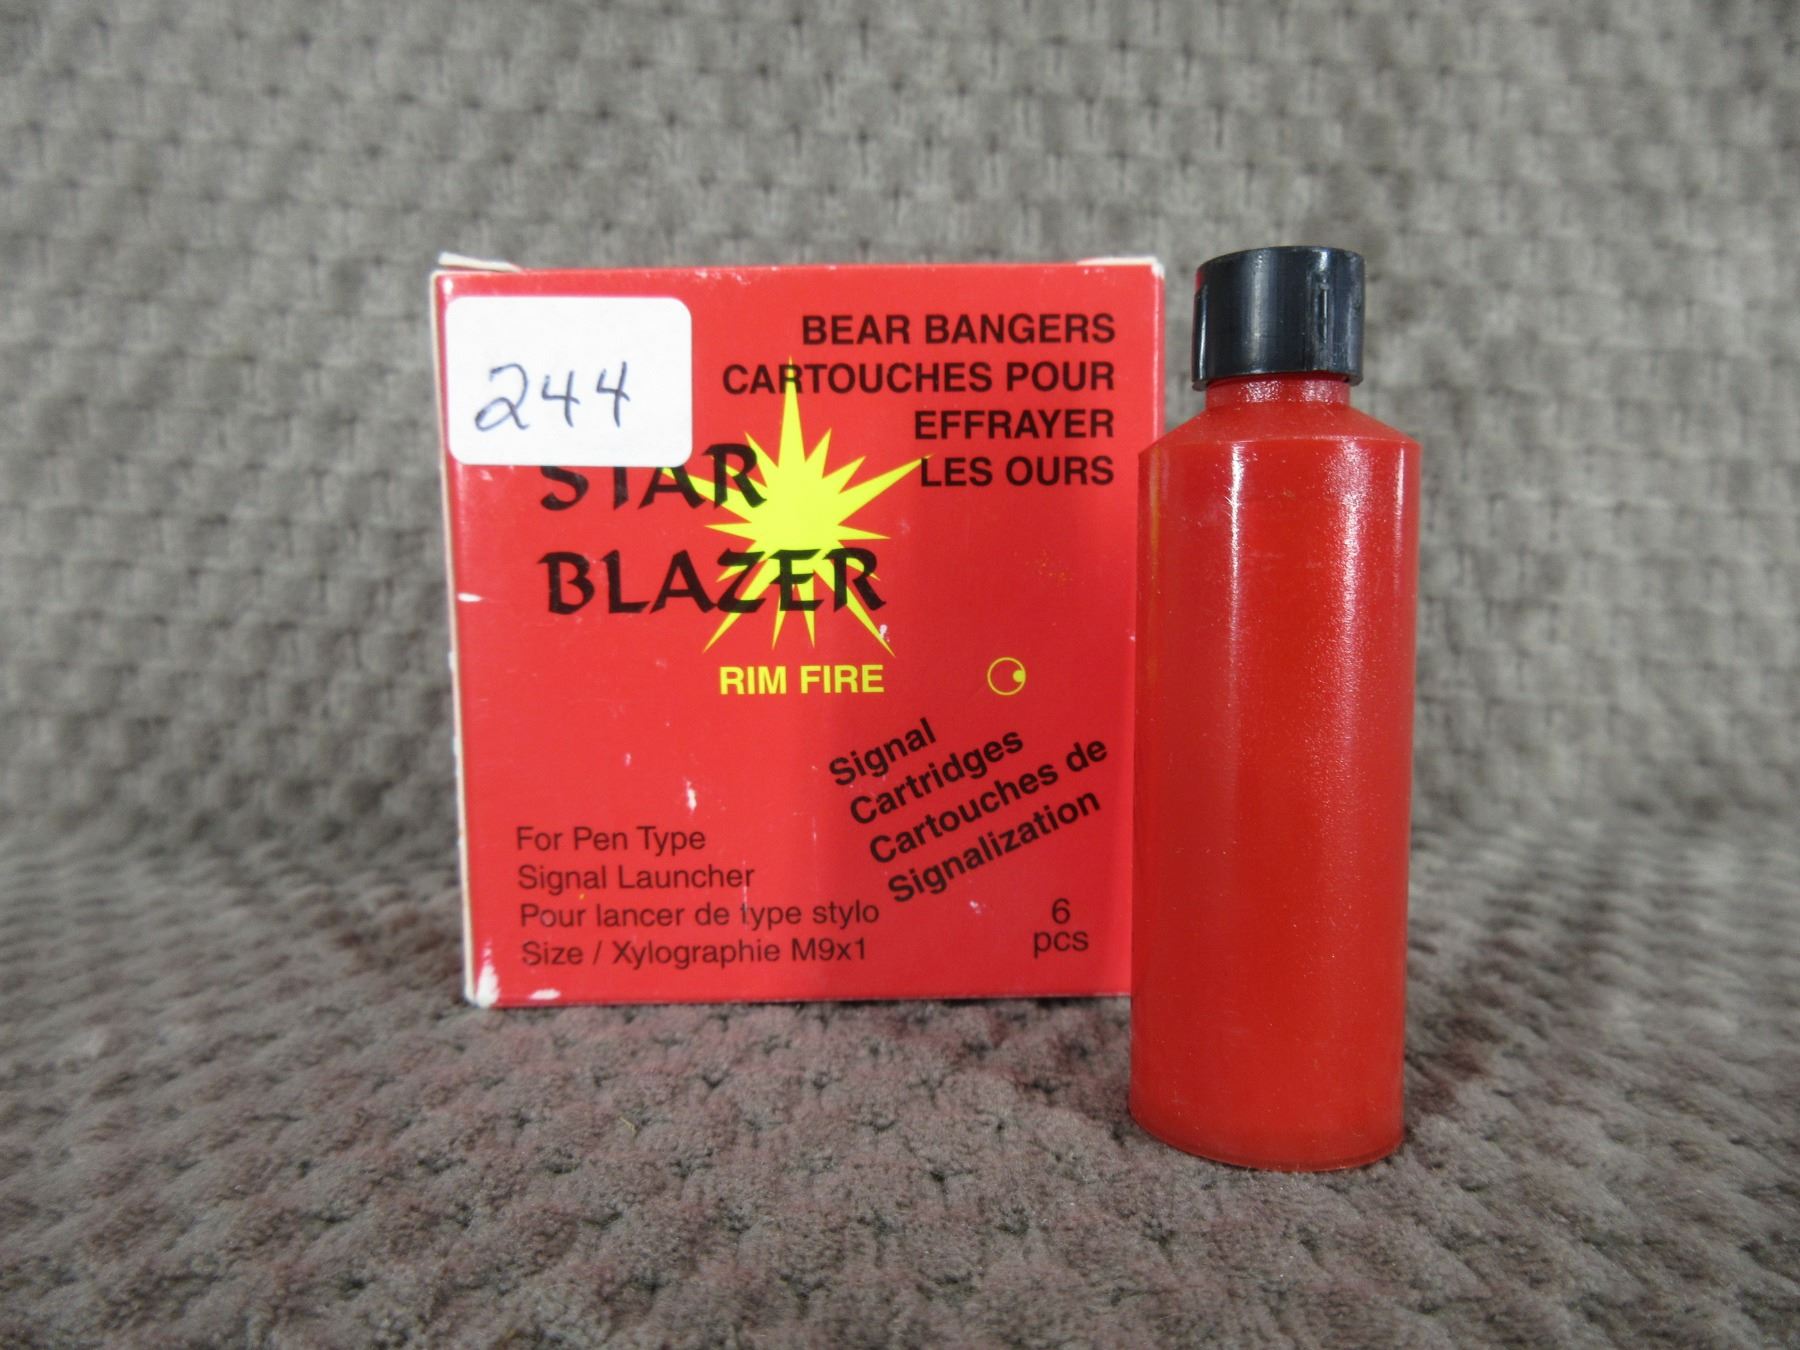 244
BEAR BANGERS
CARTOUCHES POUR
EFFRAYER
LES OURS
STAR
BLAZER
RIM FIRE
Signal
Cartridges
Cartouches de
Signalization
For Pen Type
Signal Launcher
Pour lancer de type stylo
Size / Xylographie M9x1
6
pcs